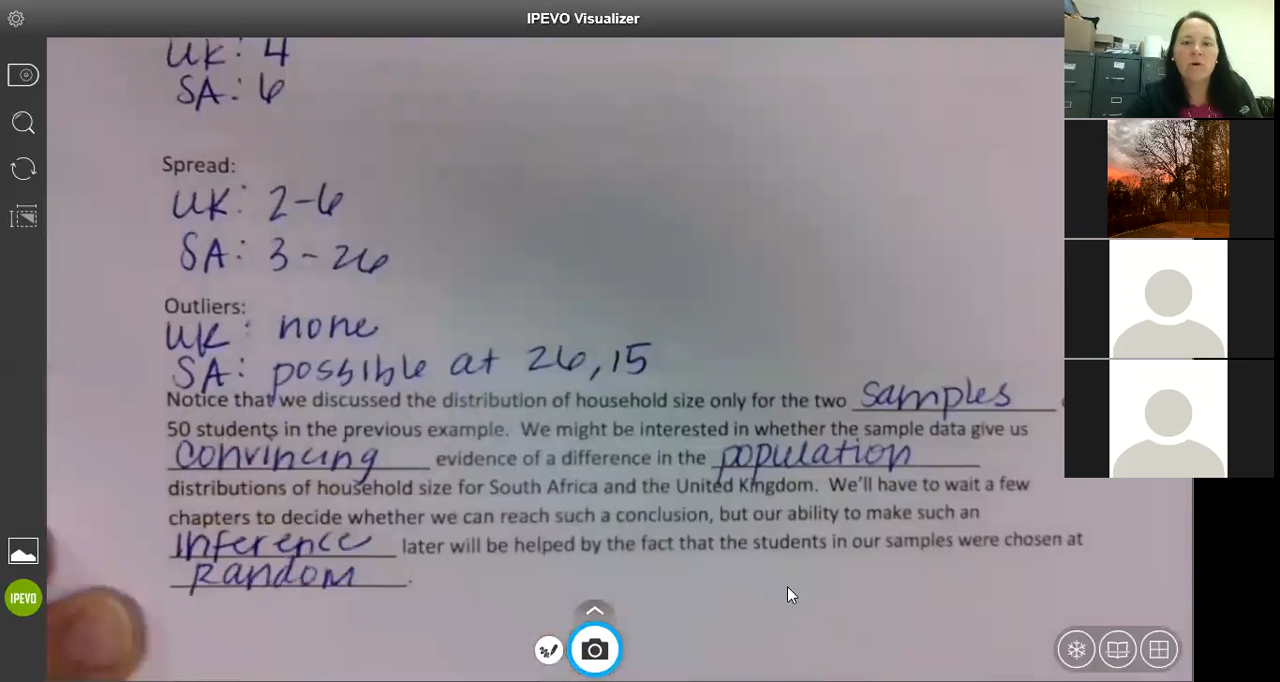 IPEVO Visualizer
UK: 4
SA: 6
Spread:
UK: 2-6
SA: 3-26
Outliers:
UK: none
SA: possible at 26, 15
Notice that we discussed the distribution of household size only for the two samples
50 students in the previous example. We might be interested in whether the sample data give us
convincing evidence of a difference in the population
distributions of household size for South Africa and the United Kingdom. We'll have to wait a few
chapters to decide whether we can reach such a conclusion, but our ability to make such an
inference later will be helped by the fact that the students in our samples were chosen at
random.
IPEVO